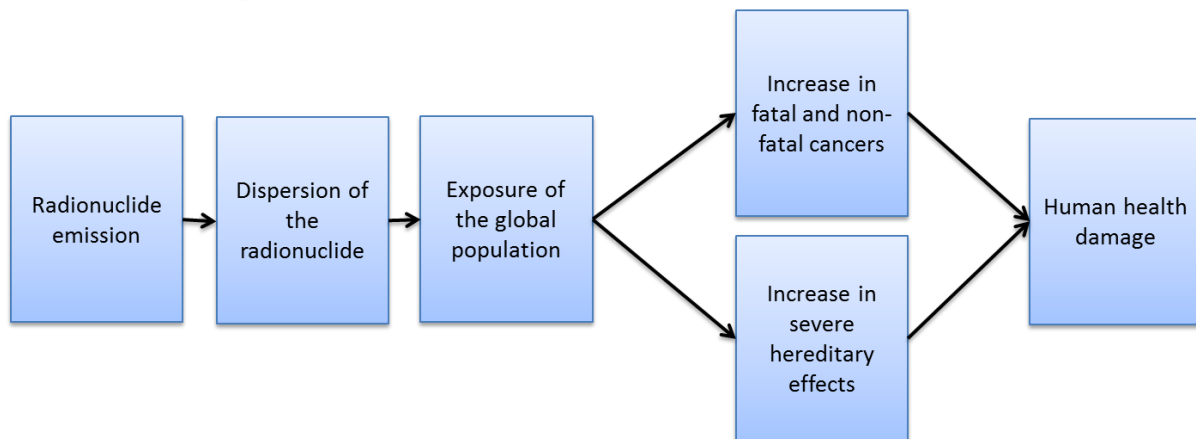 Radionuclide
emission
Dispersion of
the
radionuclide
Exposure of
the global
population
Increase in
fatal and non-
fatal cancers
Increase in
severe
hereditary
effects
Human health
damage